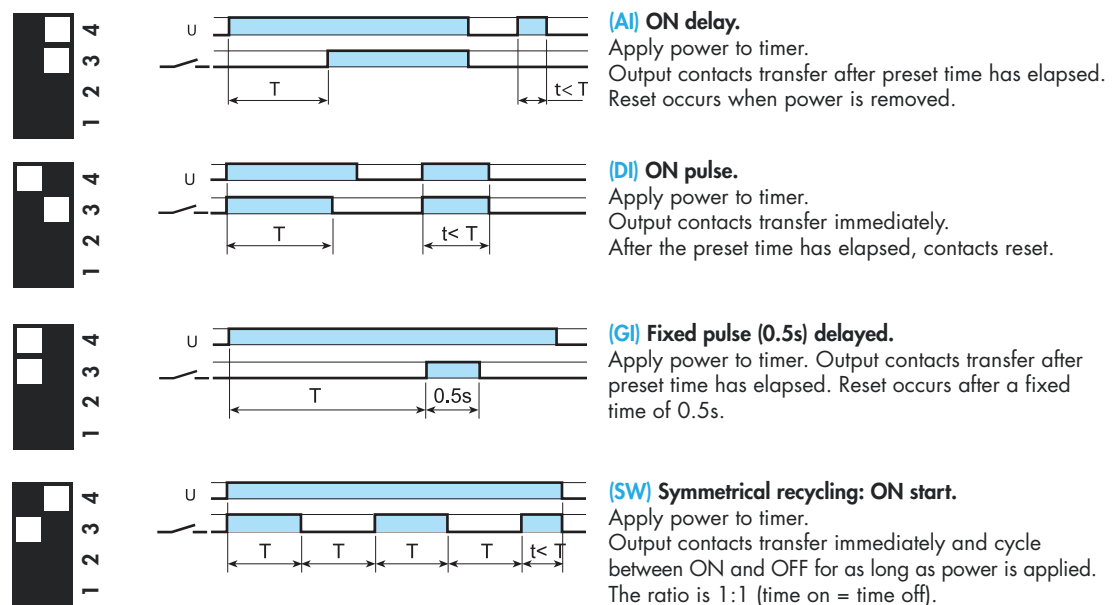 4
3
2
1
U
T
t< T
(AI) ON delay.
Apply power to timer.
Output contacts transfer after preset time has elapsed.
Reset occurs when power is removed.
4
3
2
1
U
T
t< T
(DI) ON pulse.
Apply power to timer.
Output contacts transfer immediately.
After the preset time has elapsed, contacts reset.
4
3
2
1
U
T
0.5s
(GI) Fixed pulse (0.5s) delayed.
Apply power to timer. Output contacts transfer after
preset time has elapsed. Reset occurs after a fixed
time of 0.5s.
4
3
2
1
U
T T T T t< T
(SW) Symmetrical recycling: ON start.
Apply power to timer.
Output contacts transfer immediately and cycle
between ON and OFF for as long as power is applied.
The ratio is 1:1 (time on = time off).